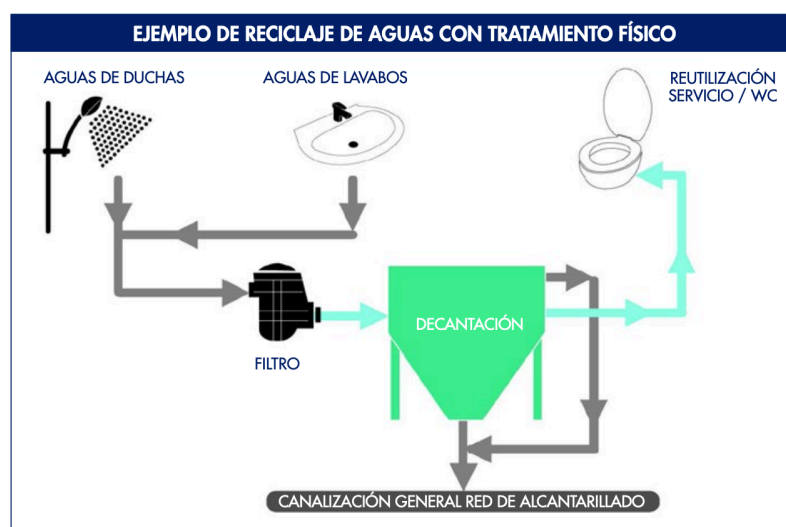 EJEMPLO DE RECICLAJE DE AGUAS CON TRATAMIENTO FÍSICO
AGUAS DE DUCHAS
AGUAS DE LAVABOS
REUTILIZACIÓN
SERVICIO / WC
DECANTACIÓN
FILTRO
CANALIZACIÓN GENERAL RED DE ALCANTARILLADO